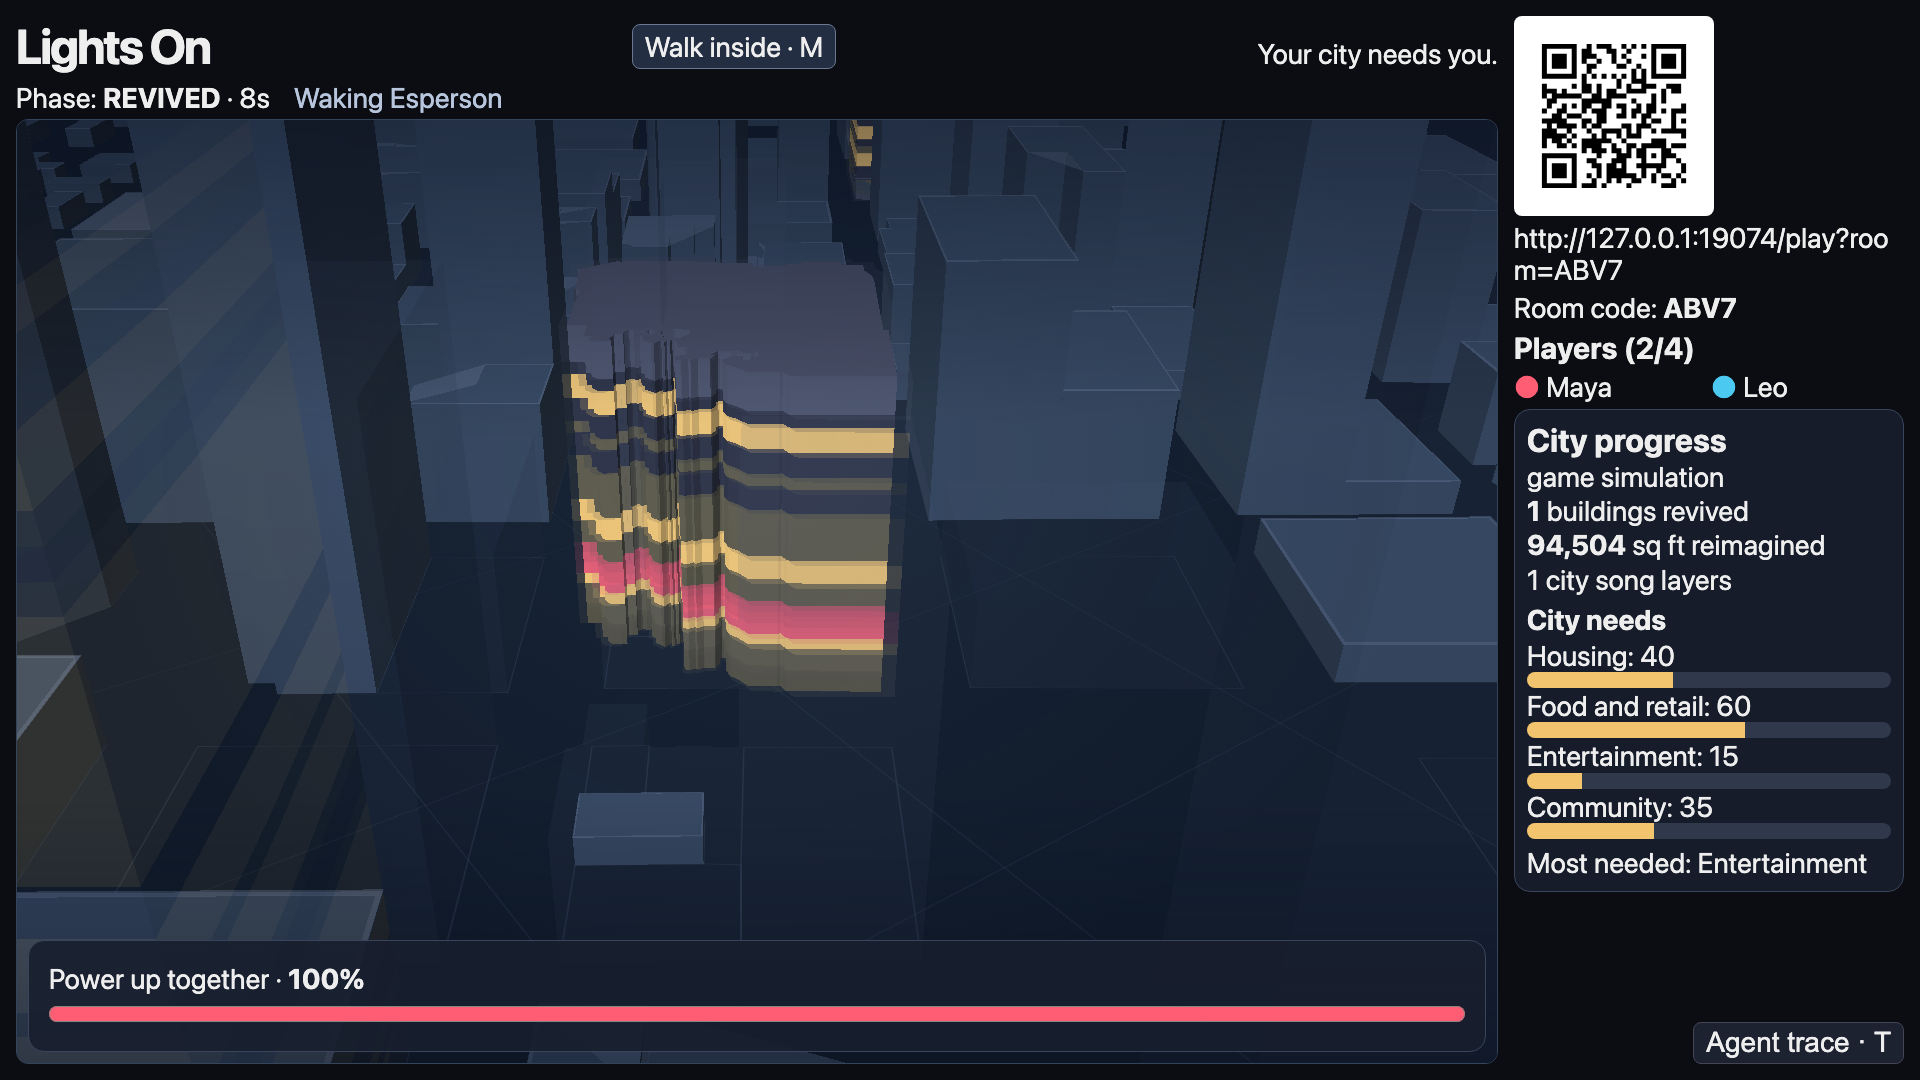 Lights On
Walk inside · M
Your city needs you.
Phase: REVIVED · 8s Waking Esperson
http://127.0.0.1:19074/play?roo
m=ABV7
Room code: ABV7
Players (2/4)
Maya
Leo
City progress
game simulation
1 buildings revived
94,504 sq ft reimagined
1 city song layers
City needs
Housing: 40
Food and retail: 60
Entertainment: 15
Community: 35
Most needed: Entertainment
Power up together · 100%
Agent trace · T